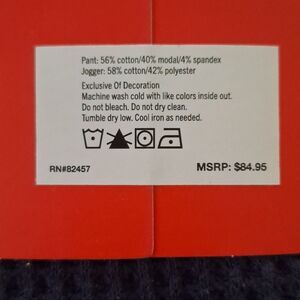 Pant: 56% cotton/40% modal/4% spandex
Jogger: 58% cotton/42% polyester
Exclusive Of Decoration
Machine wash cold with like colors inside out.
Do not bleach. Do not dry clean.
Tumble dry low. Cool iron as needed.
RN#82457 MSRP: $84.95